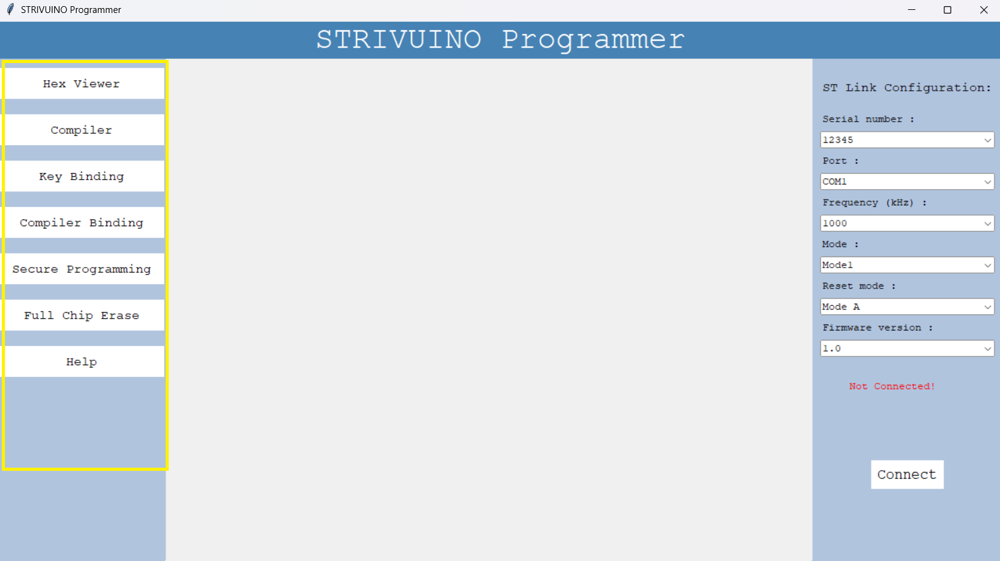 STRIVUINO Programmer
STRIVUINO Programmer
Hex Viewer
Compiler
Key Binding
Compiler Binding
Secure Programming
Full Chip Erase
Help
ST Link Configuration:
Serial number :
12345
Port :
COM1
Frequency (kHz) :
1000
Mode :
Mode1
Reset mode :
Mode A
Firmware version :
1.0
Not Connected!
Connect